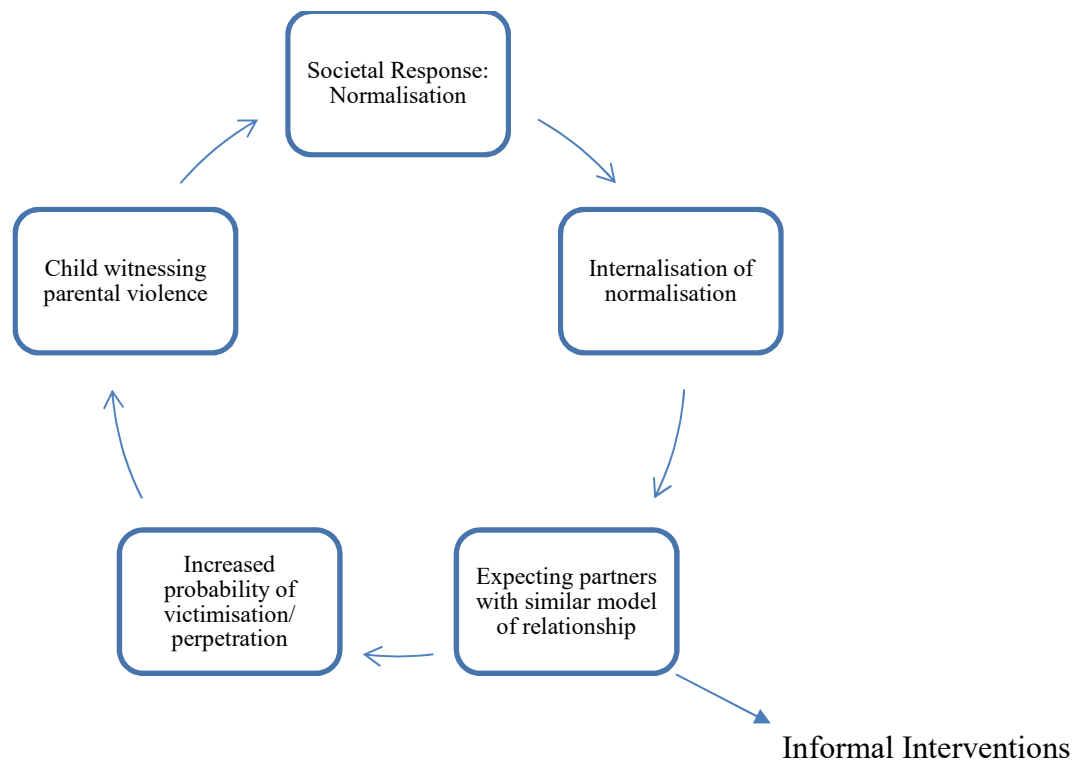 Societal Response:
Normalisation
Internalisation of
normalisation
Expecting partners
with similar model
of relationship
Increased
probability of
victimisation/
perpetration
Child witnessing
parental violence
Informal Interventions